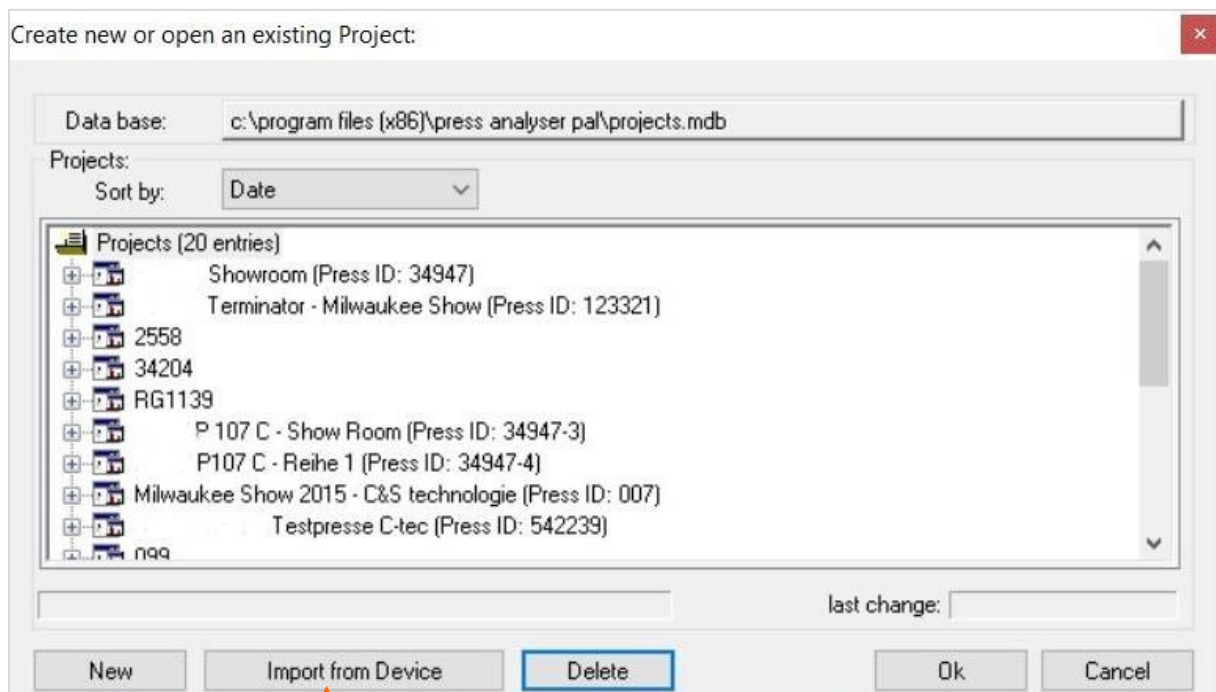 Create new or open an existing Project:
Data base: c:\program files (x86)\press analyser pal\projects.mdb
Projects:
Sort by: Date
Projects (20 entries)
Showroom (Press ID: 34947)
Terminator - Milwaukee Show (Press ID: 123321)
2558
34204
RG1139
P 107 C - Show Room (Press ID: 34947-3)
P107 C - Reihe 1 (Press ID: 34947-4)
Milwaukee Show 2015 - C&S technologie (Press ID: 007)
Testpresse C-tec (Press ID: 542239)
099
last change:
New Import from Device Delete Ok Cancel